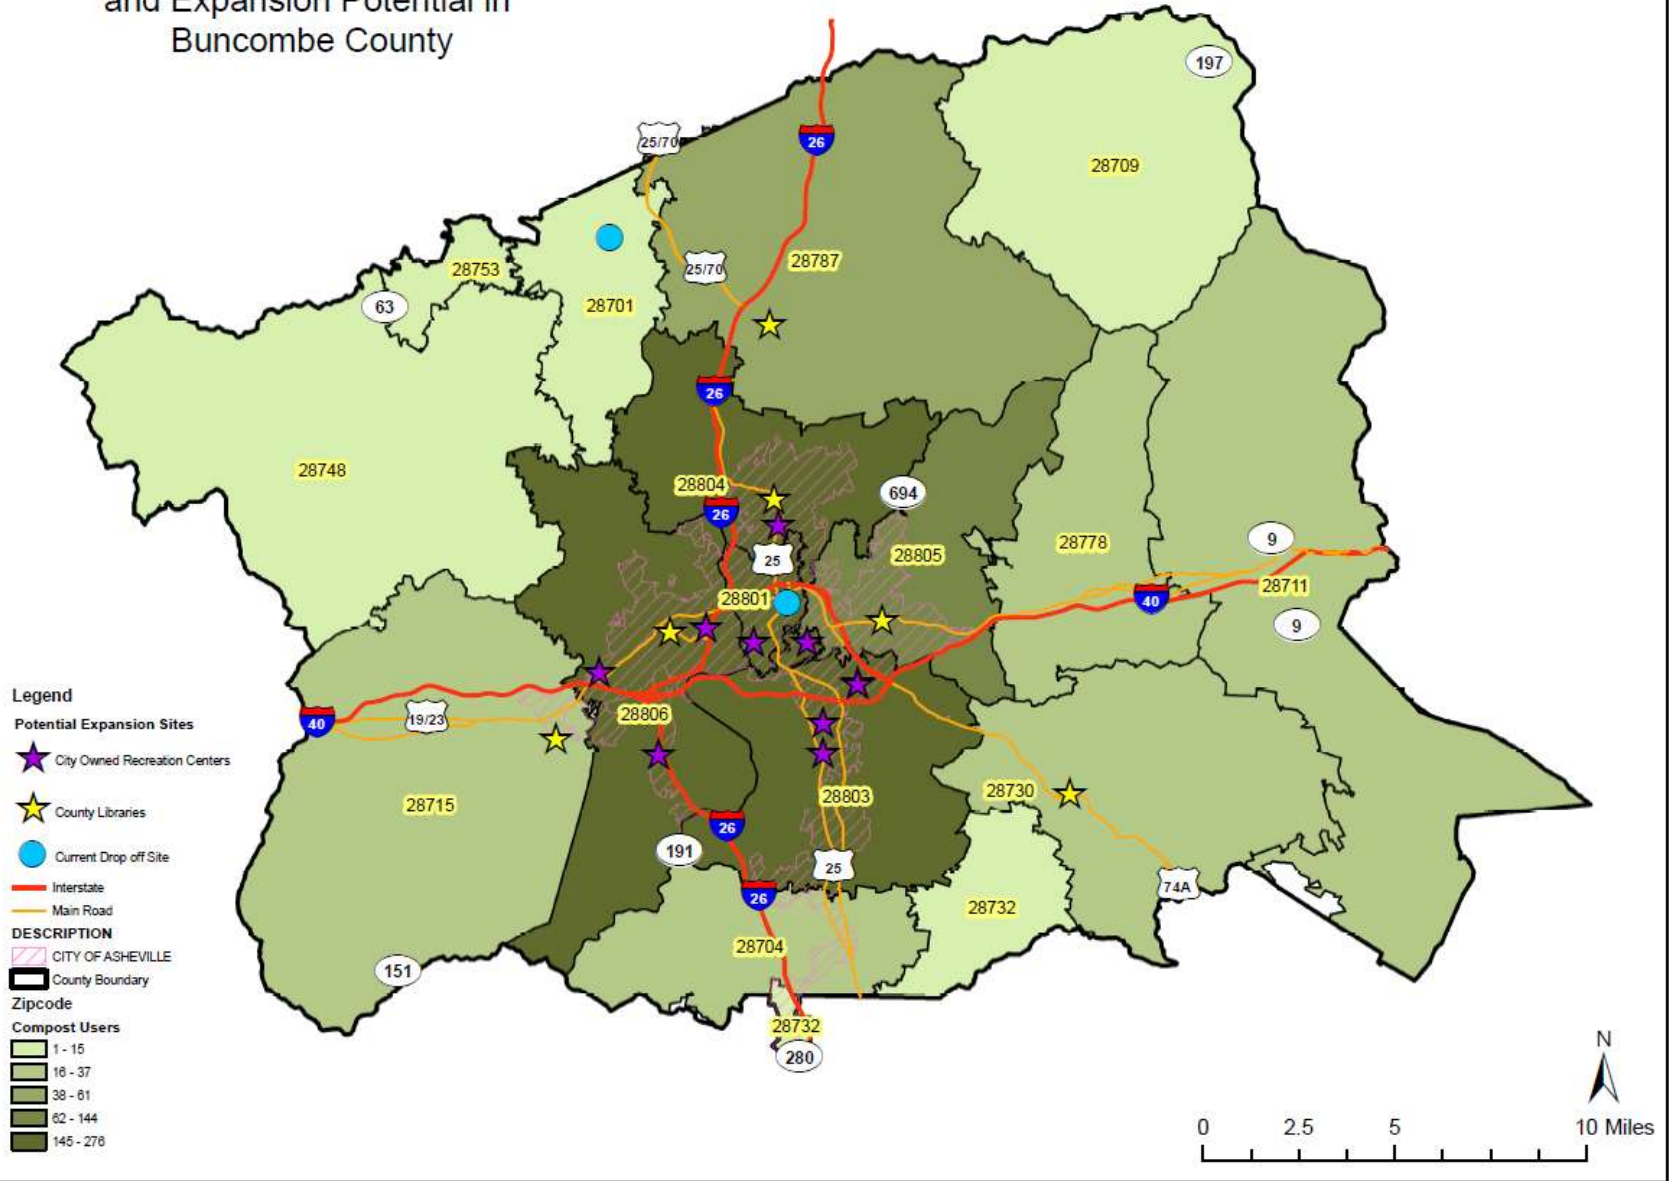 and Expansion Potential in
Buncombe County
197
26
25/70
28709
25/70
28787
28753
63
28701
26
28748
28804
694
26
25
28805
28778
9
28801
28711
40
9
Legend
Potential Expansion Sites
City Owned Recreation Centers
County Libraries
Current Drop off Site
Interstate
Main Road
DESCRIPTION
CITY OF ASHEVILLE
County Boundary
Zipcode
Compost Users
1 - 15
16 - 37
38 - 61
62 - 144
145 - 276
40
19/23
28806
28715
28730
28803
26
191
25
26
74A
28732
28704
151
28732
280
N
0 2.5 5 10 Miles